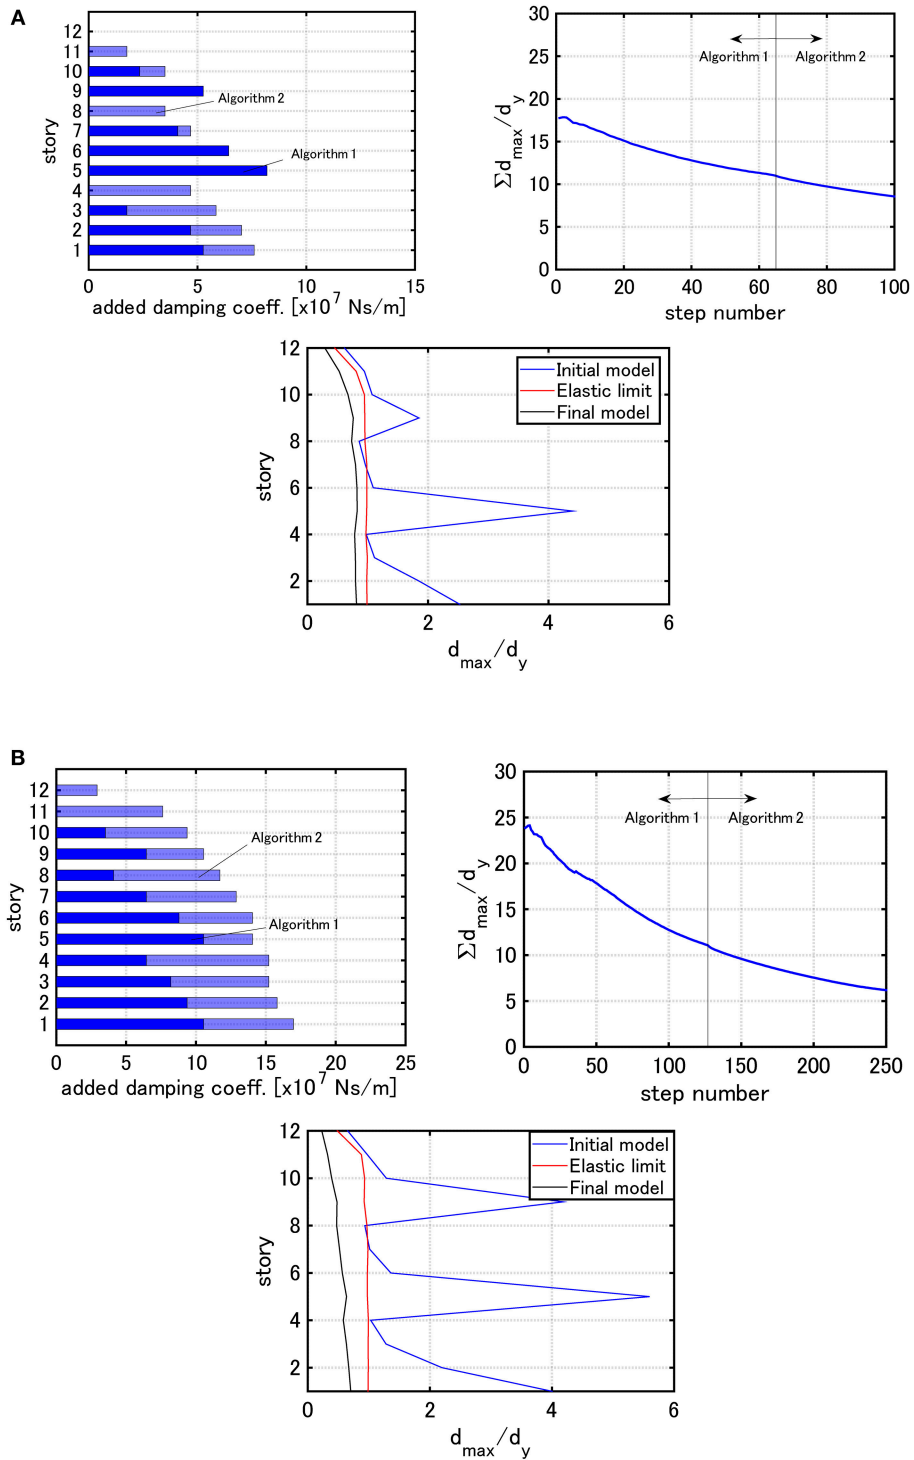 A
12
11
10
9
8
7
6
5
4
3
2
1
story
Algorithm 2
Algorithm 1
0
5
10
15
added damping coeff. [x10^7 Ns/m]
30
25
20
15
10
5
0
Σd_max/d_y
Algorithm 1
Algorithm 2
0
20
40
60
80
100
step number
12
10
8
6
4
2
story
Initial model
Elastic limit
Final model
0
2
4
6
d_max/d_y
B
12
11
10
9
8
7
6
5
4
3
2
1
story
Algorithm 2
Algorithm 1
0
5
10
15
20
25
added damping coeff. [x10^7 Ns/m]
30
25
20
15
10
5
0
Σd_max/d_y
Algorithm 1
Algorithm 2
0
50
100
150
200
250
step number
12
10
8
6
4
2
story
Initial model
Elastic limit
Final model
0
2
4
6
d_max/d_y